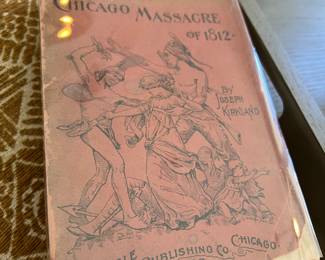 CHICAGO MASSACRE
OF 1812.
BY
JOSEPH
KIRKLAND
PUBLISHING CO. CHICAGO